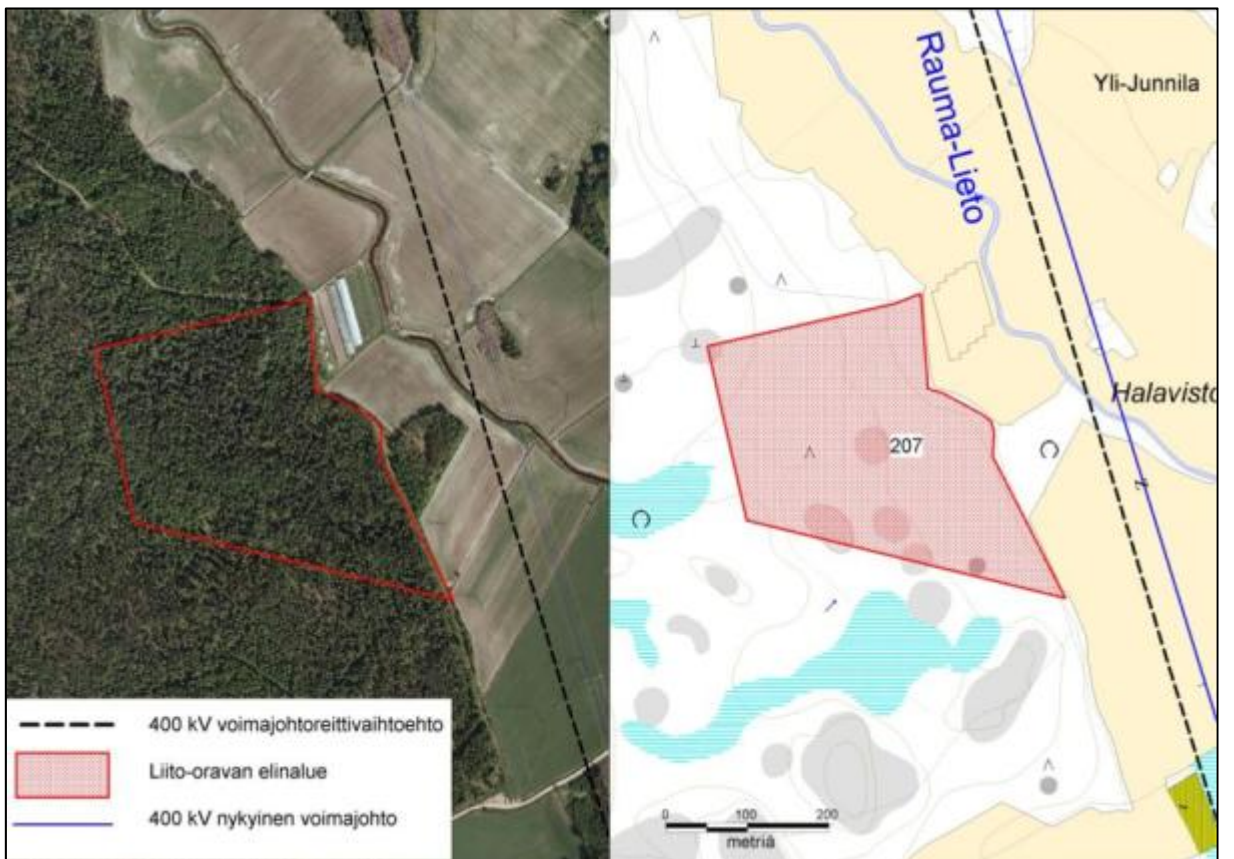 Rauma-Lieto
Yli-Junnila
Halavisto
207
400 kV voimajohtoreittivaihtoehto
Liito-oravan elinalue
400 kV nykyinen voimajohto
0 100 200
metriä